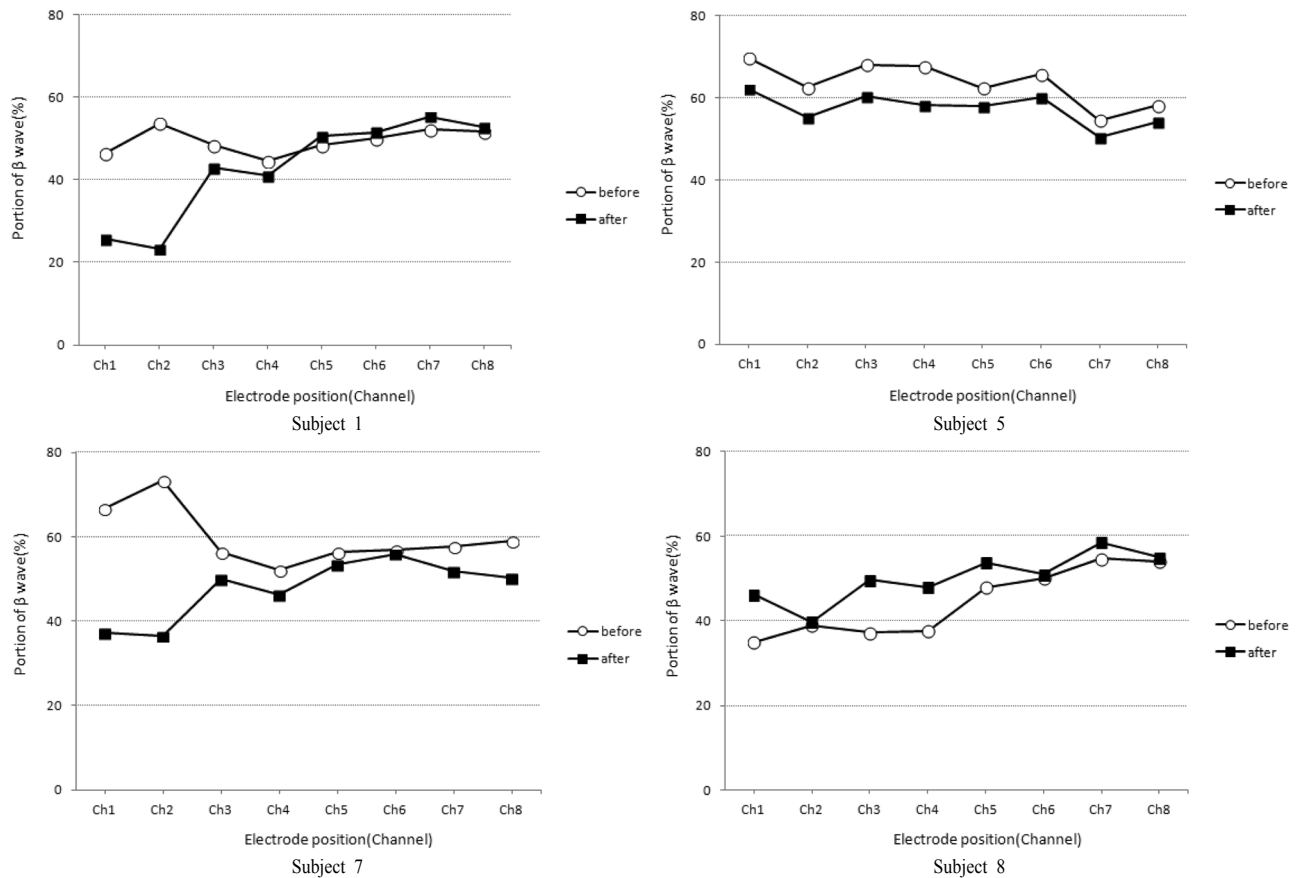 80
60
40
20
0
Portion of β wave(%)
Ch1 Ch2 Ch3 Ch4 Ch5 Ch6 Ch7 Ch8
Electrode position(Channel)
before
after
Subject 1
80
60
40
20
0
Portion of β wave(%)
Ch1 Ch2 Ch3 Ch4 Ch5 Ch6 Ch7 Ch8
Electrode position(Channel)
before
after
Subject 5
80
60
40
20
0
Portion of β wave(%)
Ch1 Ch2 Ch3 Ch4 Ch5 Ch6 Ch7 Ch8
Electrode position(Channel)
before
after
Subject 7
80
60
40
20
0
Portion of β wave(%)
Ch1 Ch2 Ch3 Ch4 Ch5 Ch6 Ch7 Ch8
Electrode position(Channel)
before
after
Subject 8